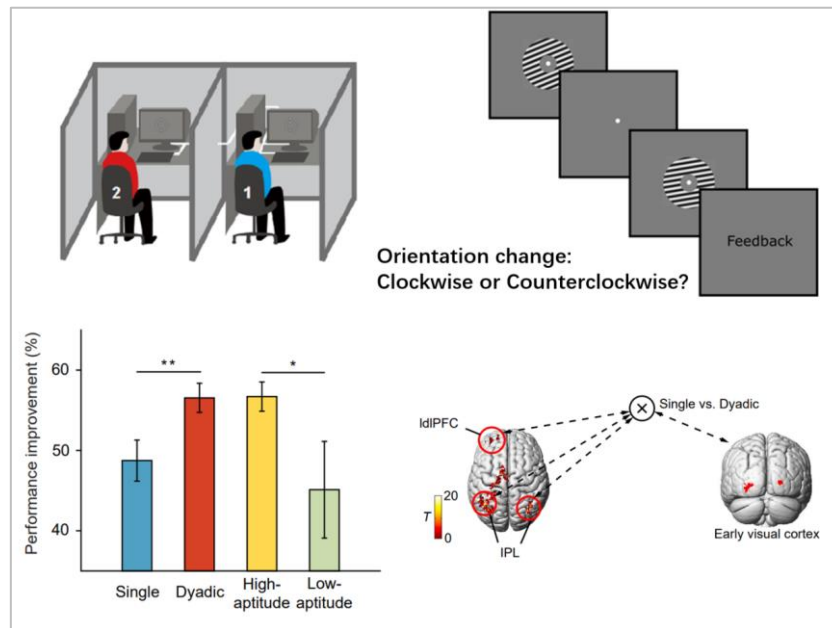 2
1
Feedback
Orientation change:
Clockwise or Counterclockwise?
Performance improvement (%)
60
50
40
**
*
Single
Dyadic
High-
aptitude
Low-
aptitude
ldlPFC
Single vs. Dyadic
20
T
0
IPL
Early visual cortex